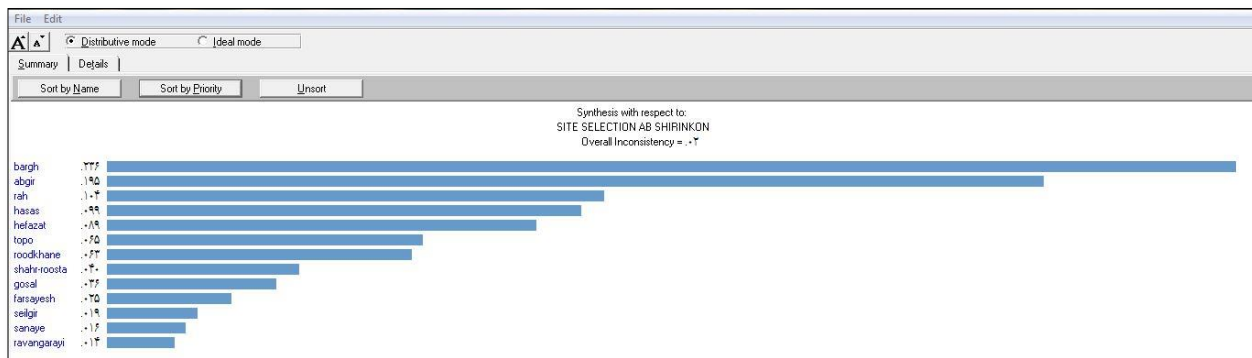 File Edit
A A Distributive mode Ideal mode
Summary Details
Sort by Name Sort by Priority Unsort
Synthesis with respect to:
SITE SELECTION AB SHIRINKON
Overall Inconsistency = .۰۲
bargh .۲۳۶
abgir .۱۹۵
rah .۱۰۴
hasas .۰۹۹
hefazat .۰۸۹
topo .۰۶۵
roodkhane .۰۶۳
shahr-roosta .۰۴۰
gosal .۰۳۶
farsayesh .۰۲۵
seilgir .۰۱۹
sanaye .۰۱۶
ravangarayi .۰۱۴